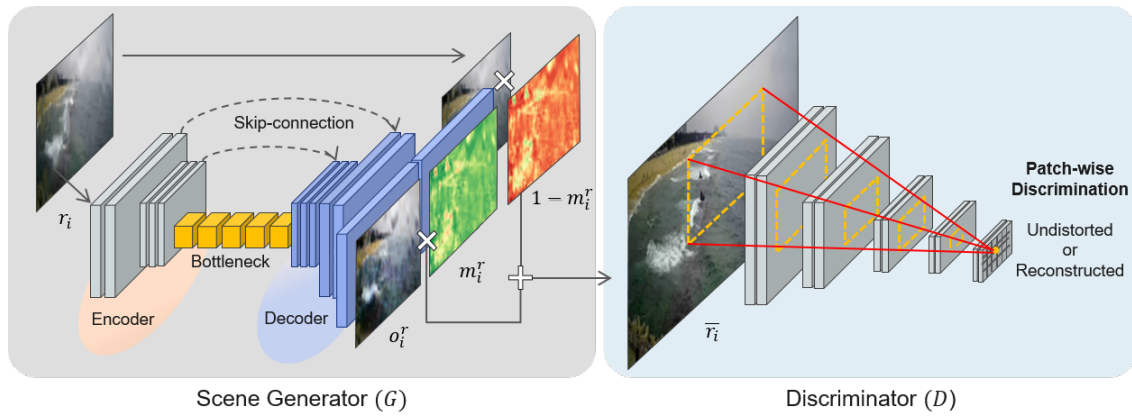 Skip-connection
r_i
Bottleneck
Encoder
Decoder
o_i^r
m_i^r
1 − m_i^r
Scene Generator (G)
r̅_i
Patch-wise
Discrimination
Undistorted
or
Reconstructed
Discriminator (D)